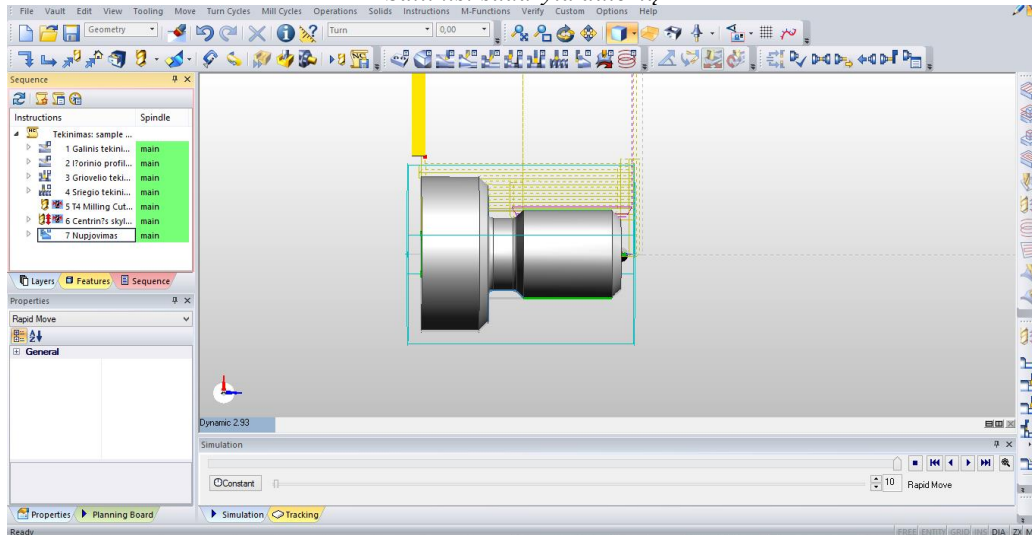 File Vault Edit View Tooling Move Turn Cycles Mill Cycles Operations Solids Instructions M-Functions Verify Custom Options Help
Geometry Turn 0,00
Sequence
Instructions Spindle
Tekinimas: sample ...
1 Galinis tekini... main
2 I?orinio profil... main
3 Griovelio teki... main
4 Sriegio tekini... main
5 T4 Milling Cut... main
6 Centrin?s skyl... main
7 Nupjovimas main
Layers Features Sequence
Properties
Rapid Move
General
Dynamic 2.93
Simulation
Constant 10 Rapid Move
Properties Planning Board Simulation Tracking
Ready FREE ENTITY GRID INS DIA ZX M